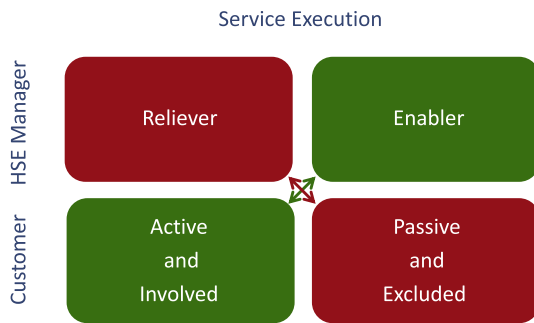 Service Execution
HSE Manager
Reliever
Enabler
Customer
Active
and
Involved
Passive
and
Excluded